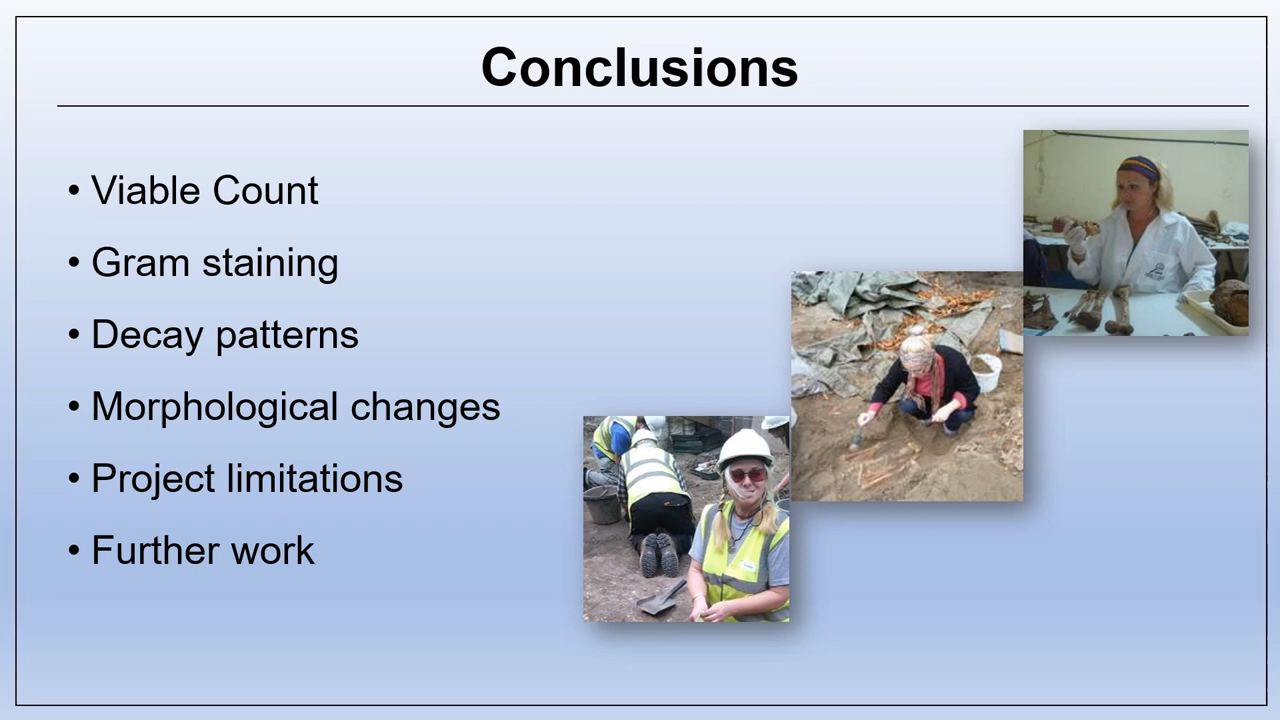 Conclusions
• Viable Count
• Gram staining
• Decay patterns
• Morphological changes
• Project limitations
• Further work